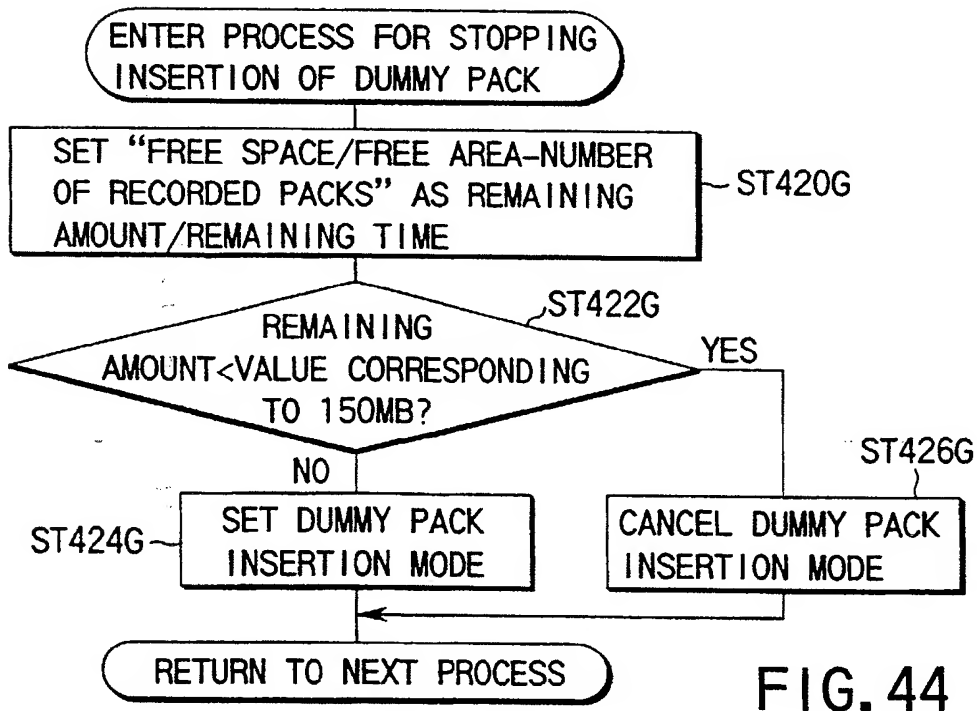 ENTER PROCESS FOR STOPPING
INSERTION OF DUMMY PACK
SET “FREE SPACE/FREE AREA-NUMBER
OF RECORDED PACKS” AS REMAINING
AMOUNT/REMAINING TIME
ST420G
ST422G
REMAINING
AMOUNT<VALUE CORRESPONDING
TO 150MB?
YES
NO
ST426G
ST424G
SET DUMMY PACK
INSERTION MODE
CANCEL DUMMY PACK
INSERTION MODE
RETURN TO NEXT PROCESS
FIG. 44